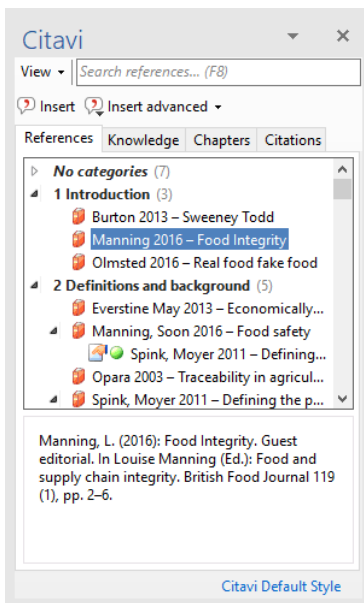 Citavi
View Search references... (F8)
Insert Insert advanced
References Knowledge Chapters Citations
No categories (7)
1 Introduction (3)
Burton 2013 – Sweeney Todd
Manning 2016 – Food Integrity
Olmsted 2016 – Real food fake food
2 Definitions and background (5)
Everstine May 2013 – Economically...
Manning, Soon 2016 – Food safety
Spink, Moyer 2011 – Defining...
Opara 2003 – Traceability in agricul...
Spink, Moyer 2011 – Defining the p...
Manning, L. (2016): Food Integrity. Guest
editorial. In Louise Manning (Ed.): Food and
supply chain integrity. British Food Journal 119
(1), pp. 2–6.
Citavi Default Style